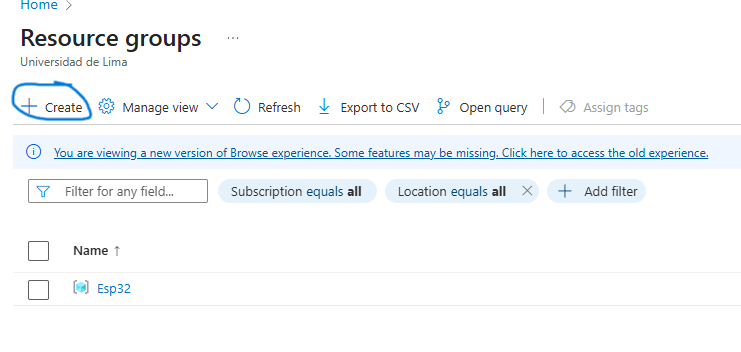 Home
Resource groups ...
Universidad de Lima
Create Manage view Refresh Export to CSV Open query Assign tags
You are viewing a new version of Browse experience. Some features may be missing. Click here to access the old experience.
Filter for any field... Subscription equals all Location equals all Add filter
Name ↑
Esp32